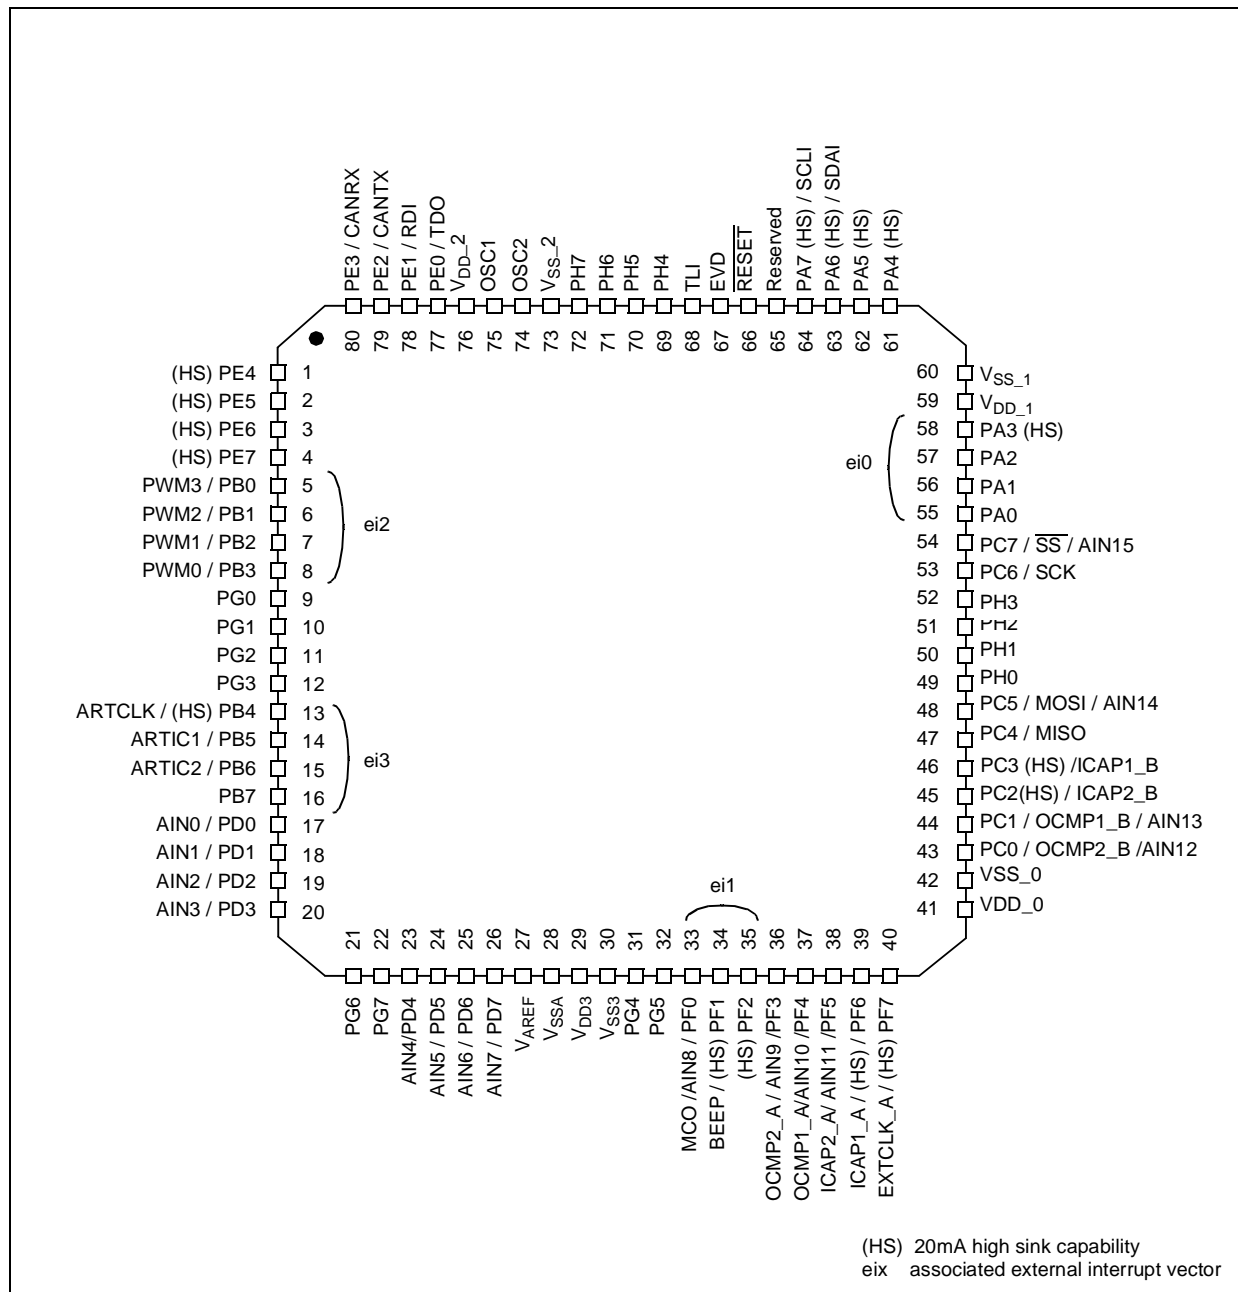 PE3 / CANRX
PE2 / CANTX
PE1 / RDI
PE0 / TDO
VDD_2
OSC1
OSC2
VSS_2
PH7
PH6
PH5
PH4
TLI
EVD
RESET
Reserved
PA7 (HS) / SCLI
PA6 (HS) / SDAI
PA5 (HS)
PA4 (HS)
80 79 78 77 76 75 74 73 72 71 70 69 68 67 66 65 64 63 62 61
(HS) PE4 1
(HS) PE5 2
(HS) PE6 3
(HS) PE7 4
PWM3 / PB0 5
PWM2 / PB1 6
PWM1 / PB2 7
PWM0 / PB3 8
ei2
PG0 9
PG1 10
PG2 11
PG3 12
ARTCLK / (HS) PB4 13
ARTIC1 / PB5 14
ARTIC2 / PB6 15
PB7 16
ei3
AIN0 / PD0 17
AIN1 / PD1 18
AIN2 / PD2 19
AIN3 / PD3 20
60 VSS_1
59 VDD_1
58 PA3 (HS)
57 PA2
56 PA1
55 PA0
ei0
54 PC7 / SS / AIN15
53 PC6 / SCK
52 PH3
51 PH2
50 PH1
49 PH0
48 PC5 / MOSI / AIN14
47 PC4 / MISO
46 PC3 (HS) /ICAP1_B
45 PC2(HS) / ICAP2_B
44 PC1 / OCMP1_B / AIN13
43 PC0 / OCMP2_B /AIN12
42 VSS_0
41 VDD_0
ei1
21 22 23 24 25 26 27 28 29 30 31 32 33 34 35 36 37 38 39 40
PG6
PG7
AIN4/PD4
AIN5 / PD5
AIN6 / PD6
AIN7 / PD7
VAREF
VSSA
VDD3
VSS3
PG4
PG5
MCO /AIN8 / PF0
BEEP / (HS) PF1
(HS) PF2
OCMP2_A / AIN9 /PF3
OCMP1_A/AIN10 /PF4
ICAP2_A/ AIN11 /PF5
ICAP1_A / (HS) / PF6
EXTCLK_A / (HS) PF7
(HS) 20mA high sink capability
eix associated external interrupt vector